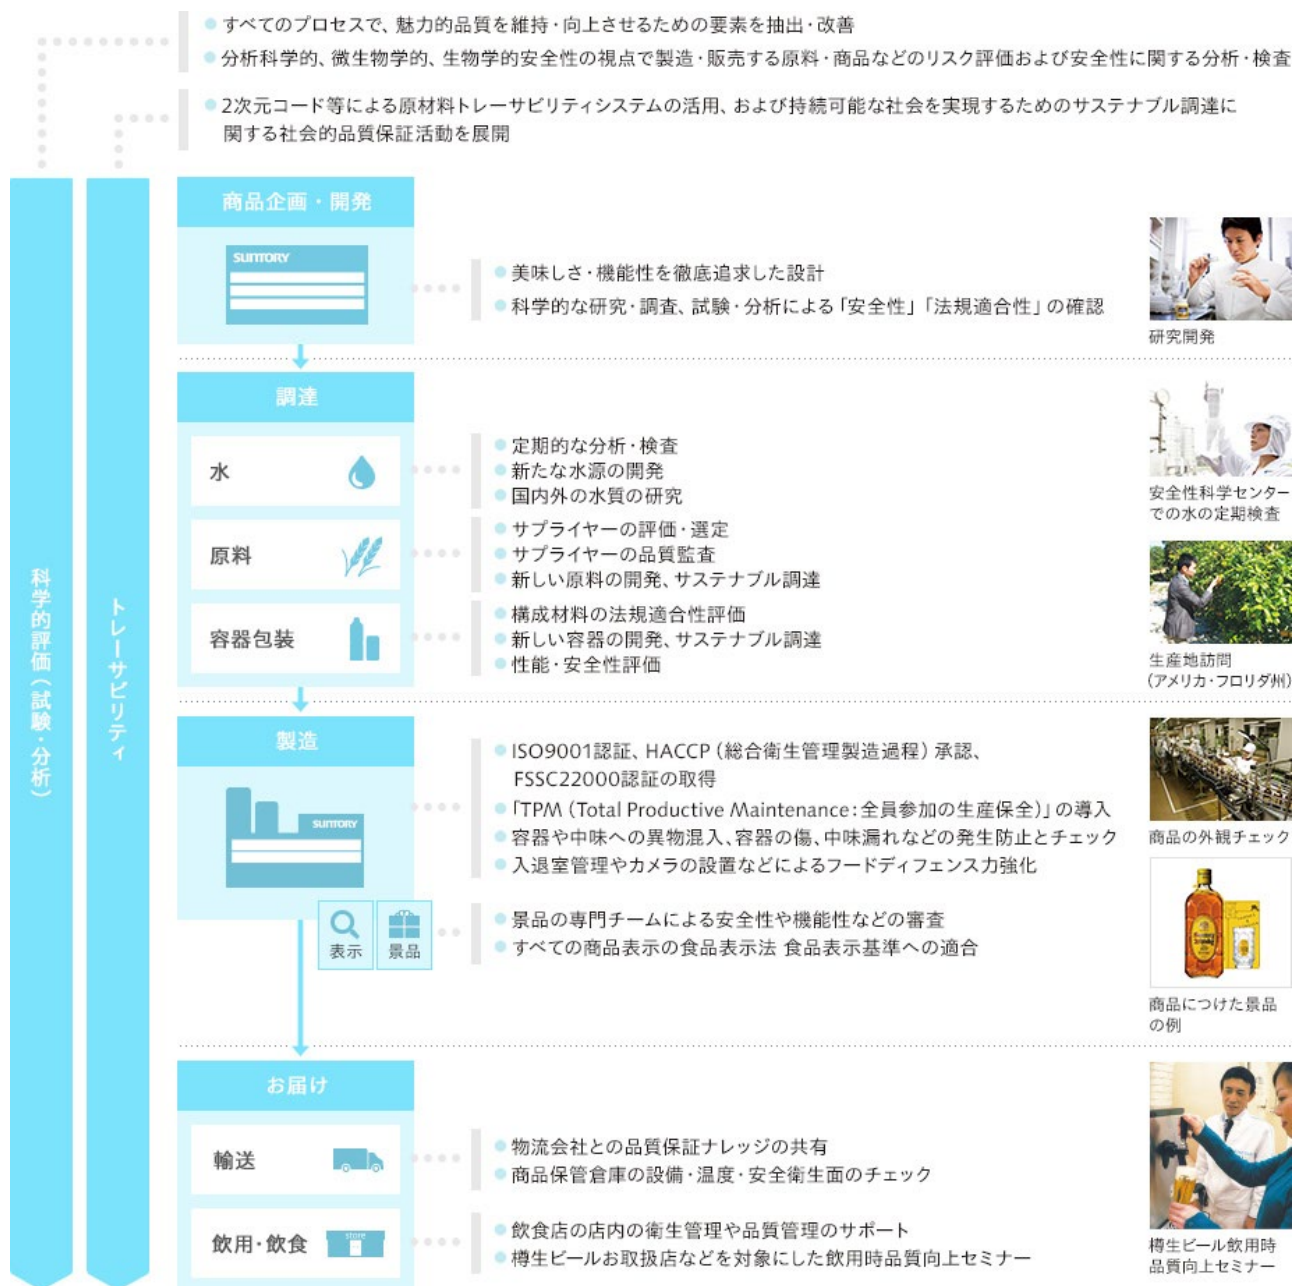 すべてのプロセスで、魅力的品質を維持・向上させるための要素を抽出・改善
分析科学的、微生物学的、生物学的安全性の視点で製造・販売する原料・商品などのリスク評価および安全性に関する分析・検査
2次元コード等による原材料トレーサビリティシステムの活用、および持続可能な社会を実現するためのサステナブル調達に
関する社会的品質保証活動を展開
科学的評価(試験・分析)
トレーサビリティ
商品企画・開発
SUNTORY
美味しさ・機能性を徹底追求した設計
科学的な研究・調査、試験・分析による「安全性」「法規適合性」の確認
研究開発
調達
水
定期的な分析・検査
新たな水源の開発
国内外の水質の研究
安全性科学センター
での水の定期検査
原料
サプライヤーの評価・選定
サプライヤーの品質監査
新しい原料の開発、サステナブル調達
容器包装
構成材料の法規適合性評価
新しい容器の開発、サステナブル調達
性能・安全性評価
生産地訪問
(アメリカ・フロリダ州)
製造
SUNTORY
ISO9001認証、HACCP(総合衛生管理製造過程)承認、
FSSC22000認証の取得
「TPM(Total Productive Maintenance:全員参加の生産保全)」の導入
容器や中味への異物混入、容器の傷、中味漏れなどの発生防止とチェック
入退室管理やカメラの設置などによるフードディフェンス力強化
商品の外観チェック
表示
景品
景品の専門チームによる安全性や機能性などの審査
すべての商品表示の食品表示法 食品表示基準への適合
商品につけた景品
の例
お届け
輸送
物流会社との品質保証ナレッジの共有
商品保管倉庫の設備・温度・安全衛生面のチェック
飲用・飲食
store
飲食店の店内の衛生管理や品質管理のサポート
樽生ビールお取扱店などを対象にした飲用時品質向上セミナー
樽生ビール飲用時
品質向上セミナー